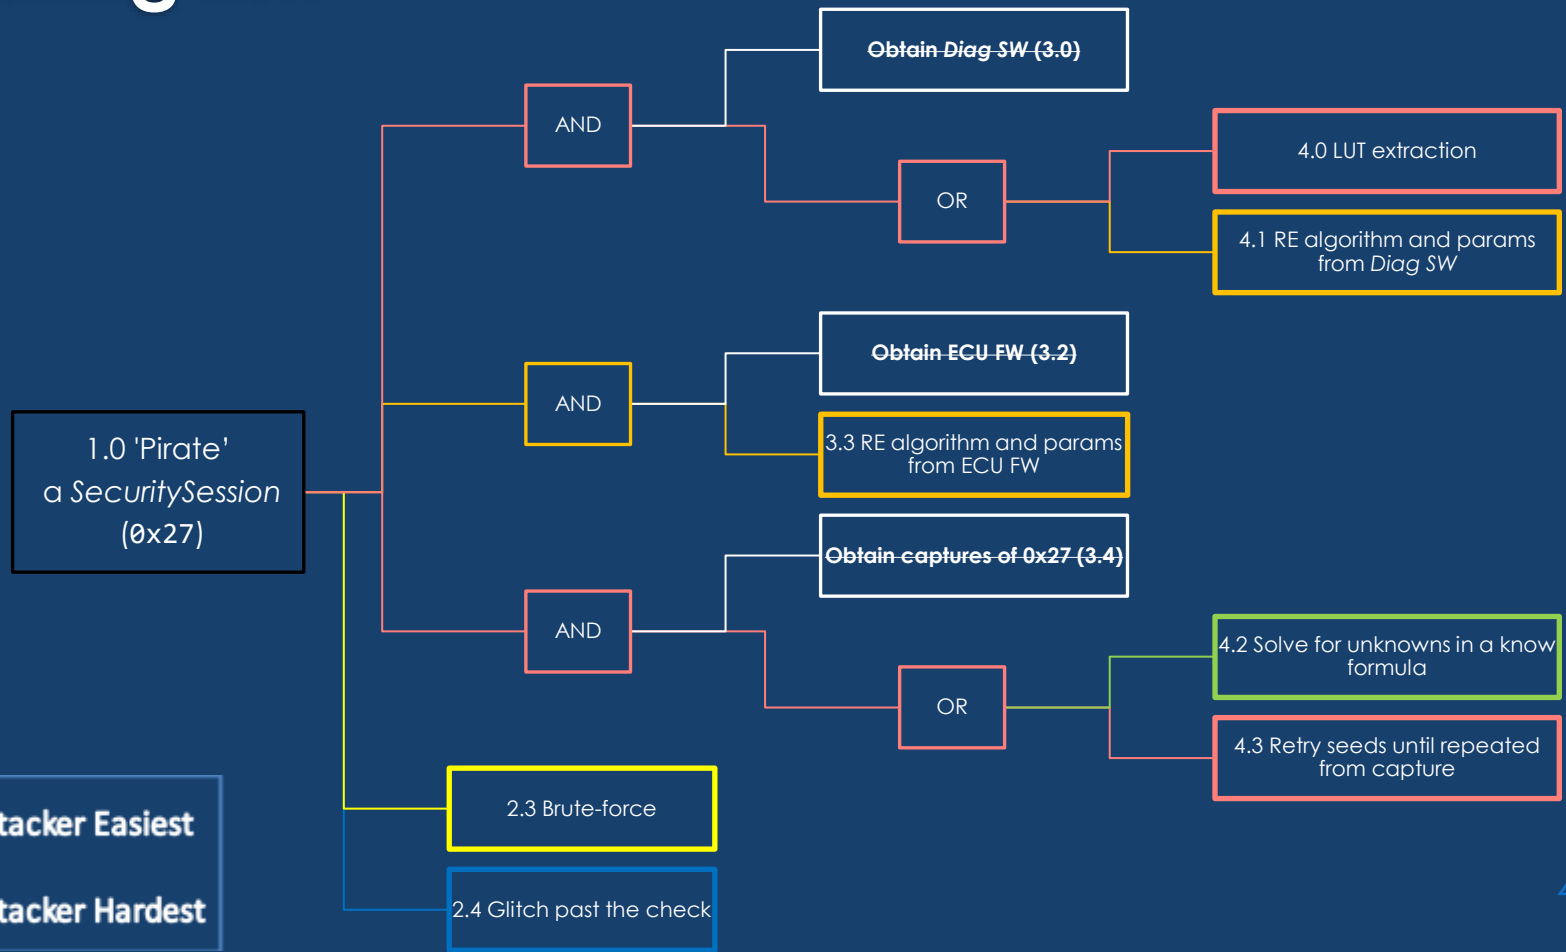 Obtain Diag SW (3.0)
AND
4.0 LUT extraction
OR
4.1 RE algorithm and params
from Diag SW
Obtain ECU FW (3.2)
AND
3.3 RE algorithm and params
from ECU FW
1.0 'Pirate’
a SecuritySession
(0x27)
Obtain captures of 0x27 (3.4)
AND
4.2 Solve for unknowns in a know
formula
OR
4.3 Retry seeds until repeated
from capture
2.3 Brute-force
2.4 Glitch past the check
tacker Easiest
tacker Hardest